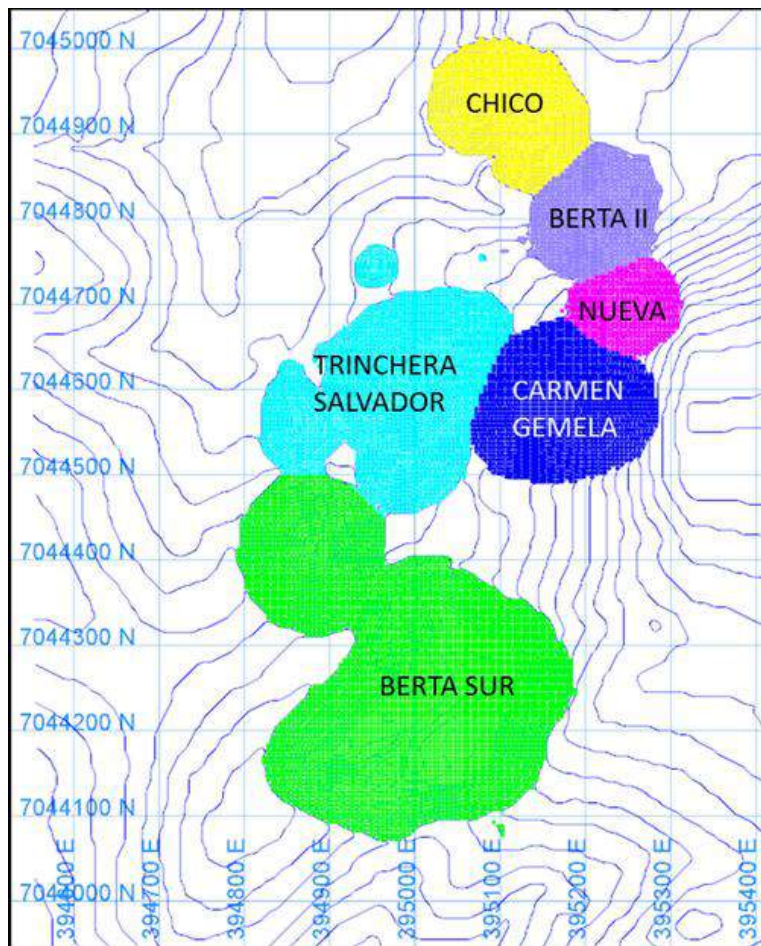 7045000 N
CHICO
7044900 N
7044800 N
BERTA II
7044700 N
NUEVA
TRINCHERA
SALVADOR
7044600 N
CARMEN
GEMELA
7044500 N
7044400 N
7044300 N
BERTA SUR
7044200 N
7044100 N
7044000 N
394600 E
394700 E
394800 E
394900 E
395000 E
395100 E
395200 E
395300 E
395400 E